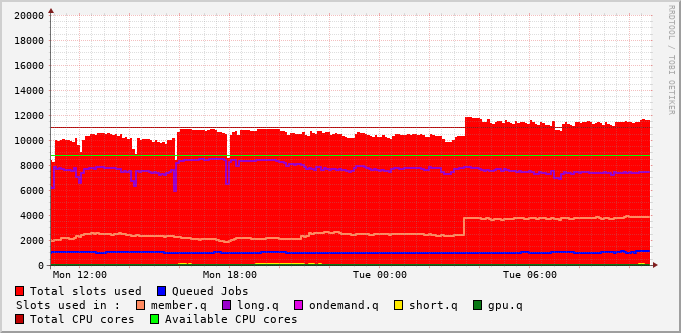 RRDTOOL / TOBI OETIKER
20000
18000
16000
14000
12000
10000
8000
6000
4000
2000
0
Mon 12:00 Mon 18:00 Tue 00:00 Tue 06:00
Total slots used Queued Jobs
Slots used in : member.q long.q ondemand.q short.q gpu.q
Total CPU cores Available CPU cores